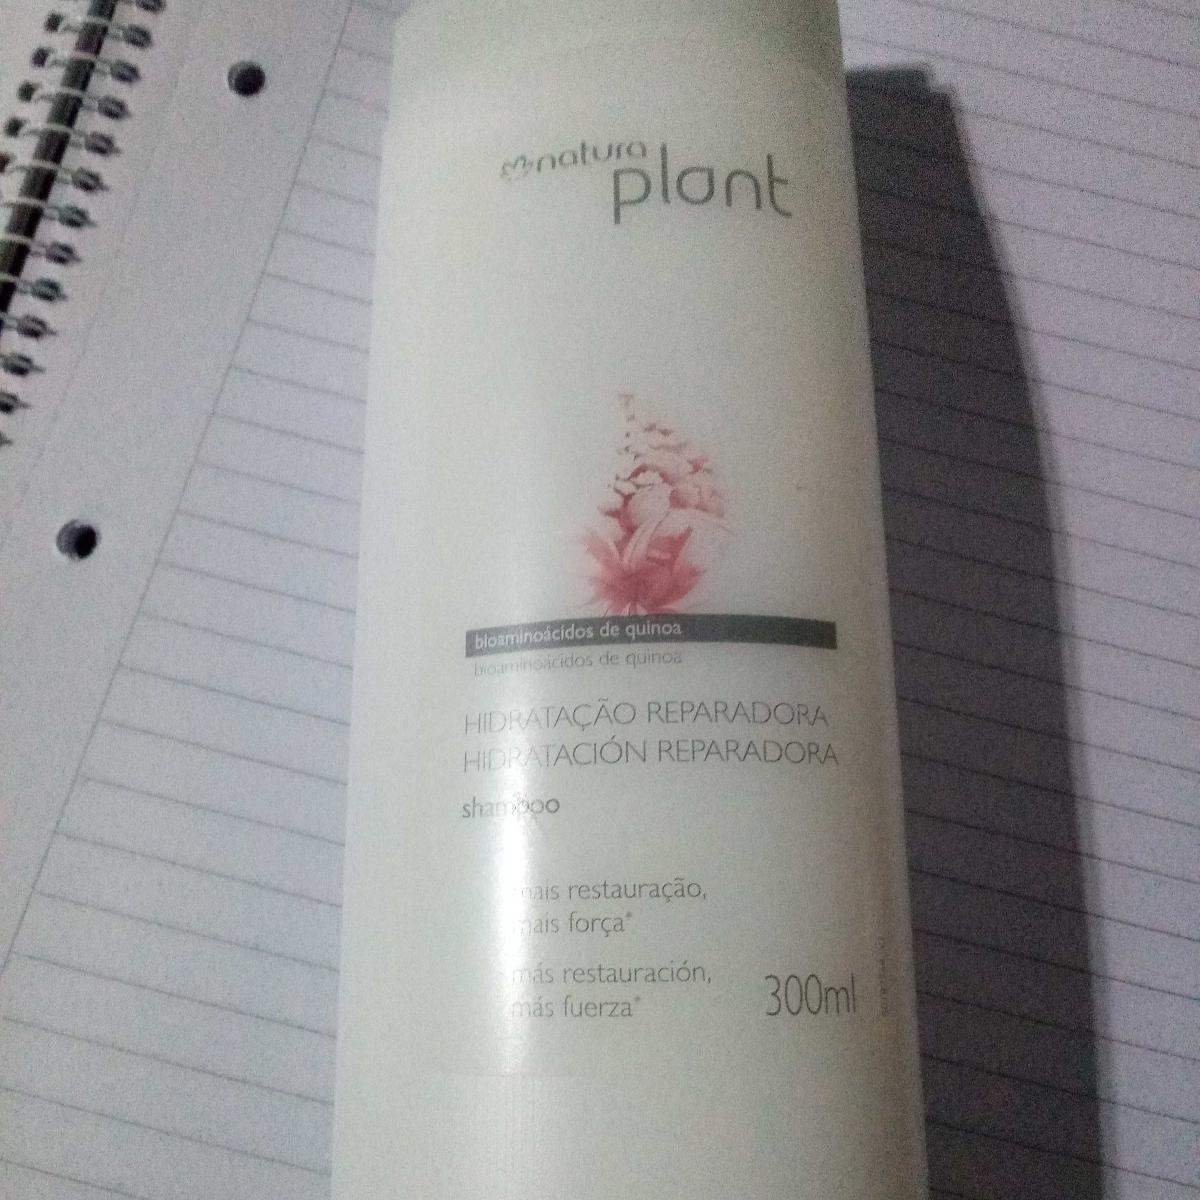 natura
plant
bioaminoácidos de quinoa
bioaminoácidos de quinoa
HIDRATAÇÃO REPARADORA
HIDRATACIÓN REPARADORA
shampoo
mais restauração,
mais força*
más restauración,
más fuerza*
300ml